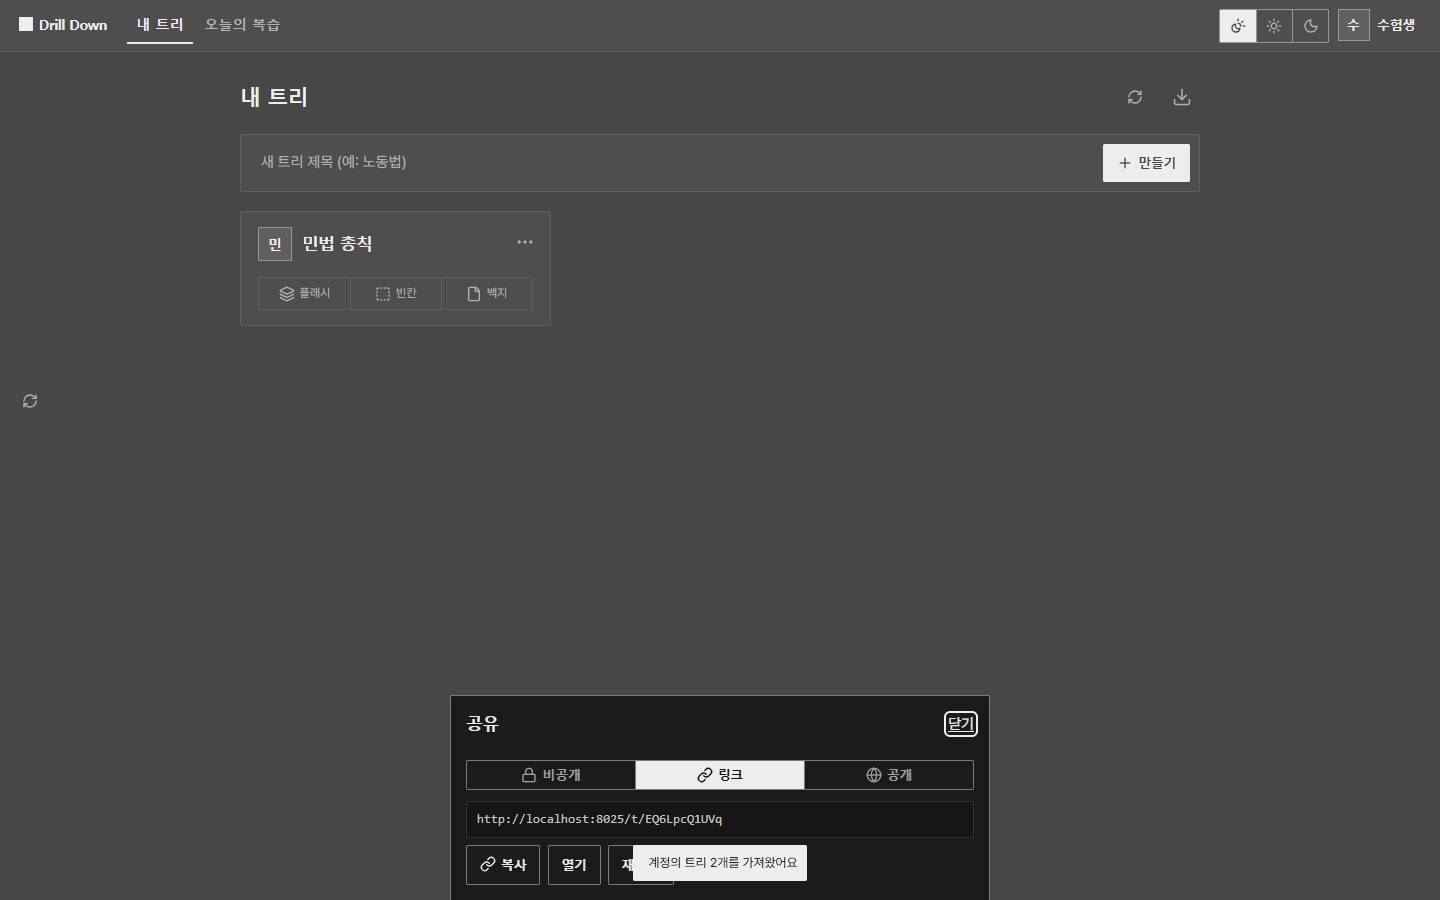 Drill Down
내 트리
오늘의 복습
수
수험생
내 트리
새 트리 제목 (예: 노동법)
만들기
민
민법 총칙
플래시
빈칸
백지
공유
닫기
비공개
링크
공개
http://localhost:8025/t/EQ6LpcQ1UVq
복사
열기
재
계정의 트리 2개를 가져왔어요